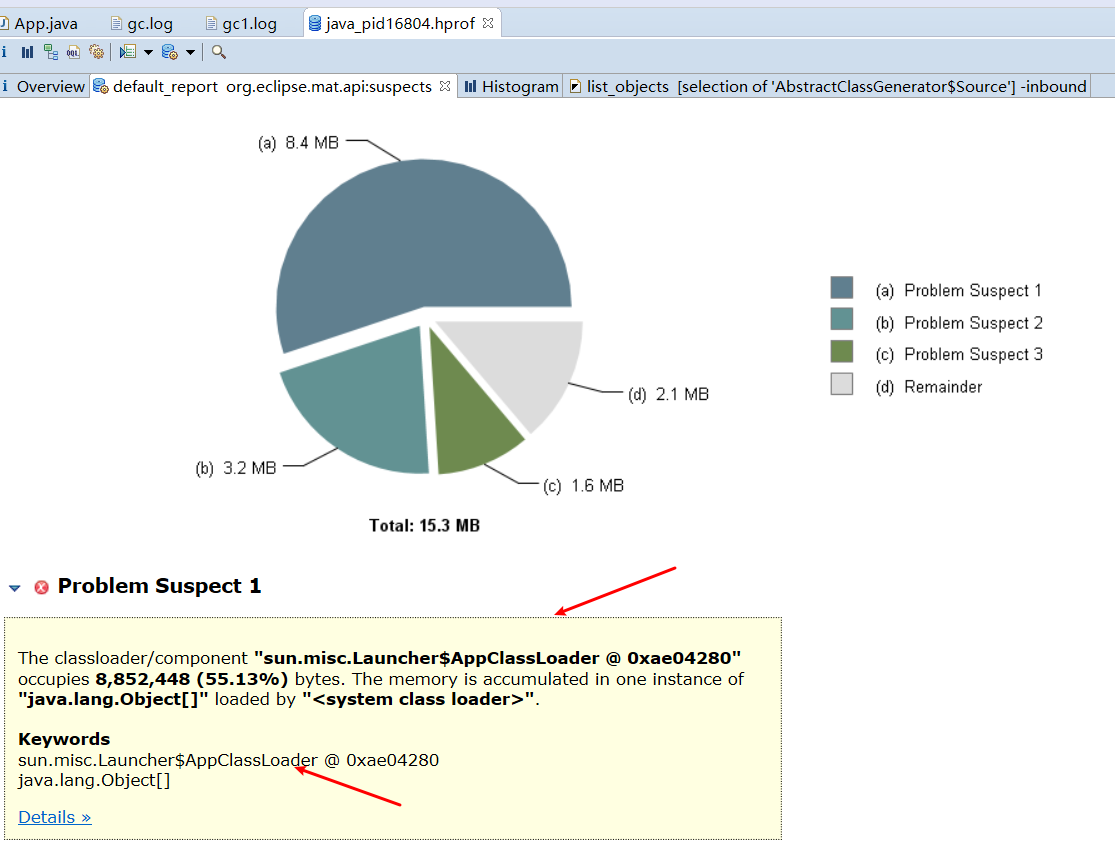 App.java gc.log gc1.log java_pid16804.hprof
i OQL
i Overview default_report org.eclipse.mat.api:suspects Histogram list_objects [selection of 'AbstractClassGenerator$Source'] -inbound
(a) 8.4 MB
(a) Problem Suspect 1
(b) Problem Suspect 2
(c) Problem Suspect 3
(d) Remainder
(d) 2.1 MB
(b) 3.2 MB
(c) 1.6 MB
Total: 15.3 MB
Problem Suspect 1
The classloader/component "sun.misc.Launcher$AppClassLoader @ 0xae04280"
occupies 8,852,448 (55.13%) bytes. The memory is accumulated in one instance of
"java.lang.Object[]" loaded by "<system class loader>".
Keywords
sun.misc.Launcher$AppClassLoader @ 0xae04280
java.lang.Object[]
Details »